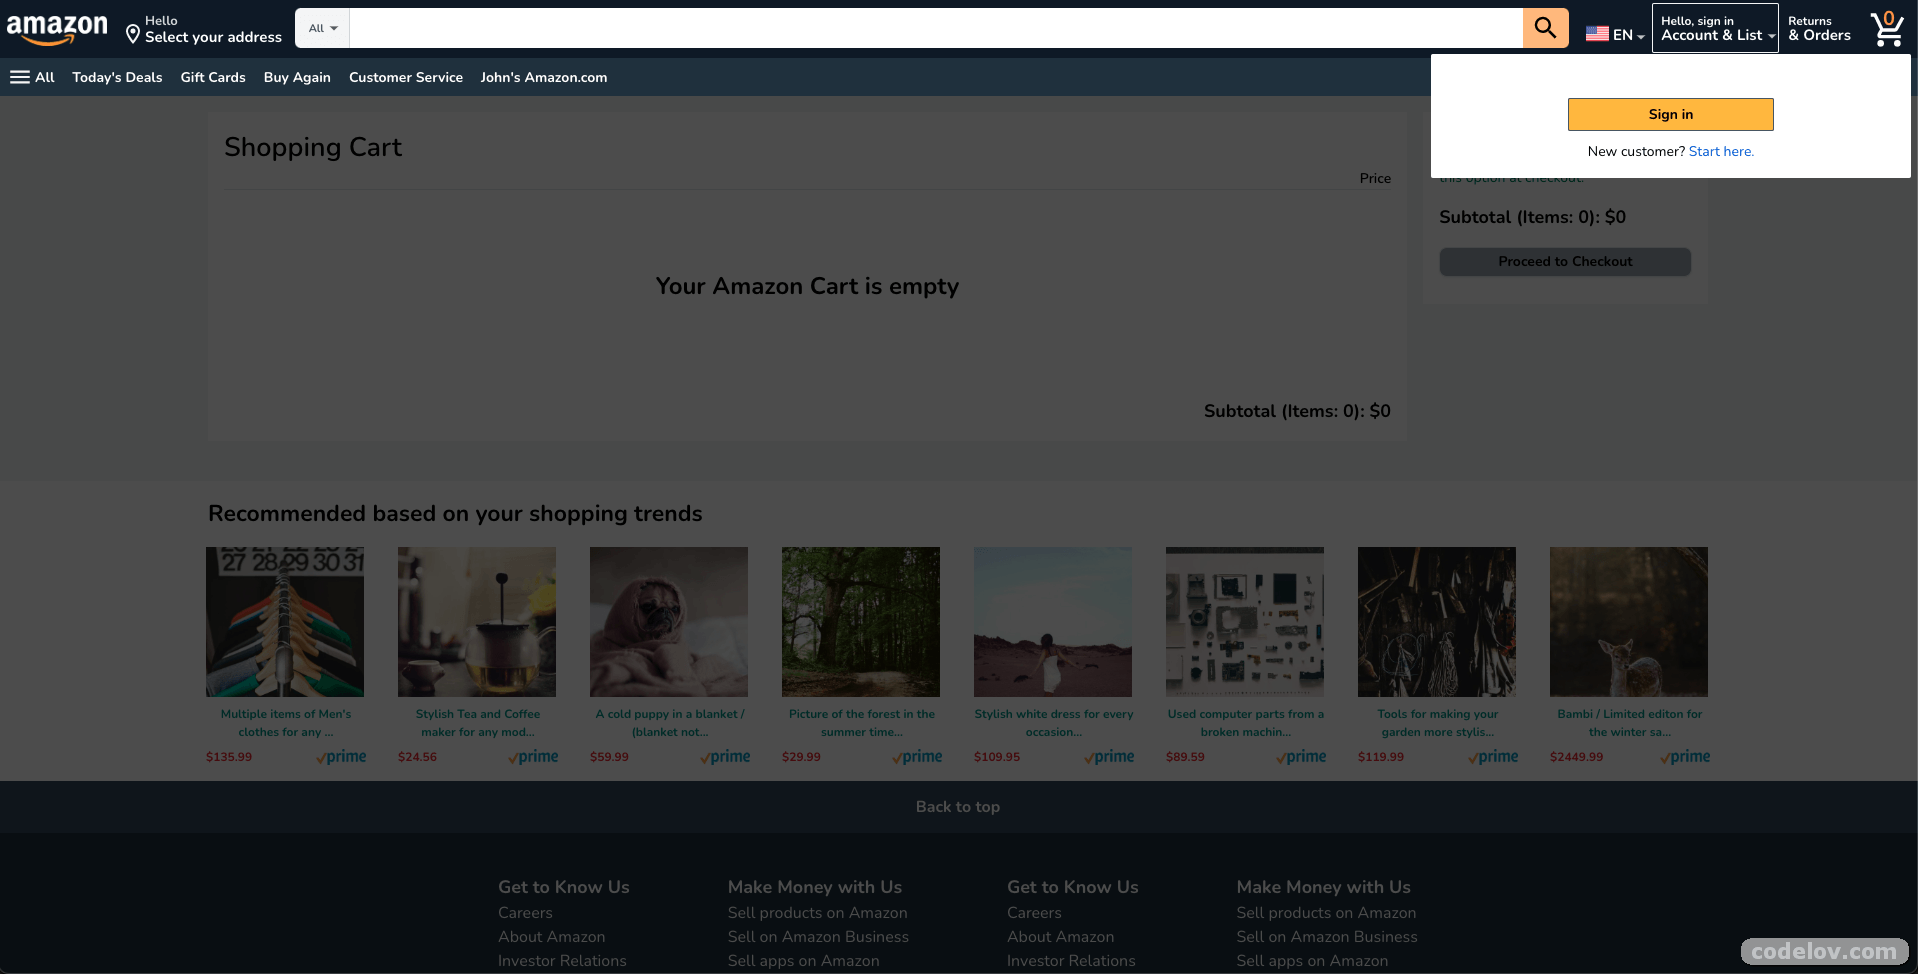 amazon
Hello
Select your address
All
EN
Hello, sign in
Account & List
Returns
& Orders
0
All
Today's Deals
Gift Cards
Buy Again
Customer Service
John's Amazon.com
Sign in
New customer? Start here.
Shopping Cart
Price
this option at checkout.
Subtotal (Items: 0): $0
Proceed to Checkout
Your Amazon Cart is empty
Subtotal (Items: 0): $0
Recommended based on your shopping trends
27 28 29 30 31
Multiple items of Men's
clothes for any ...
$135.99
prime
Stylish Tea and Coffee
maker for any mod...
$24.56
prime
A cold puppy in a blanket /
(blanket not...
$59.99
prime
Picture of the forest in the
summer time...
$29.99
prime
Stylish white dress for every
occasion...
$109.95
prime
Used computer parts from a
broken machin...
$89.59
prime
Tools for making your
garden more stylis...
$119.99
prime
Bambi / Limited editon for
the winter sa...
$2449.99
prime
Back to top
Get to Know Us
Careers
About Amazon
Investor Relations
Make Money with Us
Sell products on Amazon
Sell on Amazon Business
Sell apps on Amazon
Get to Know Us
Careers
About Amazon
Investor Relations
Make Money with Us
Sell products on Amazon
Sell on Amazon Business
Sell apps on Amazon
codelov.com